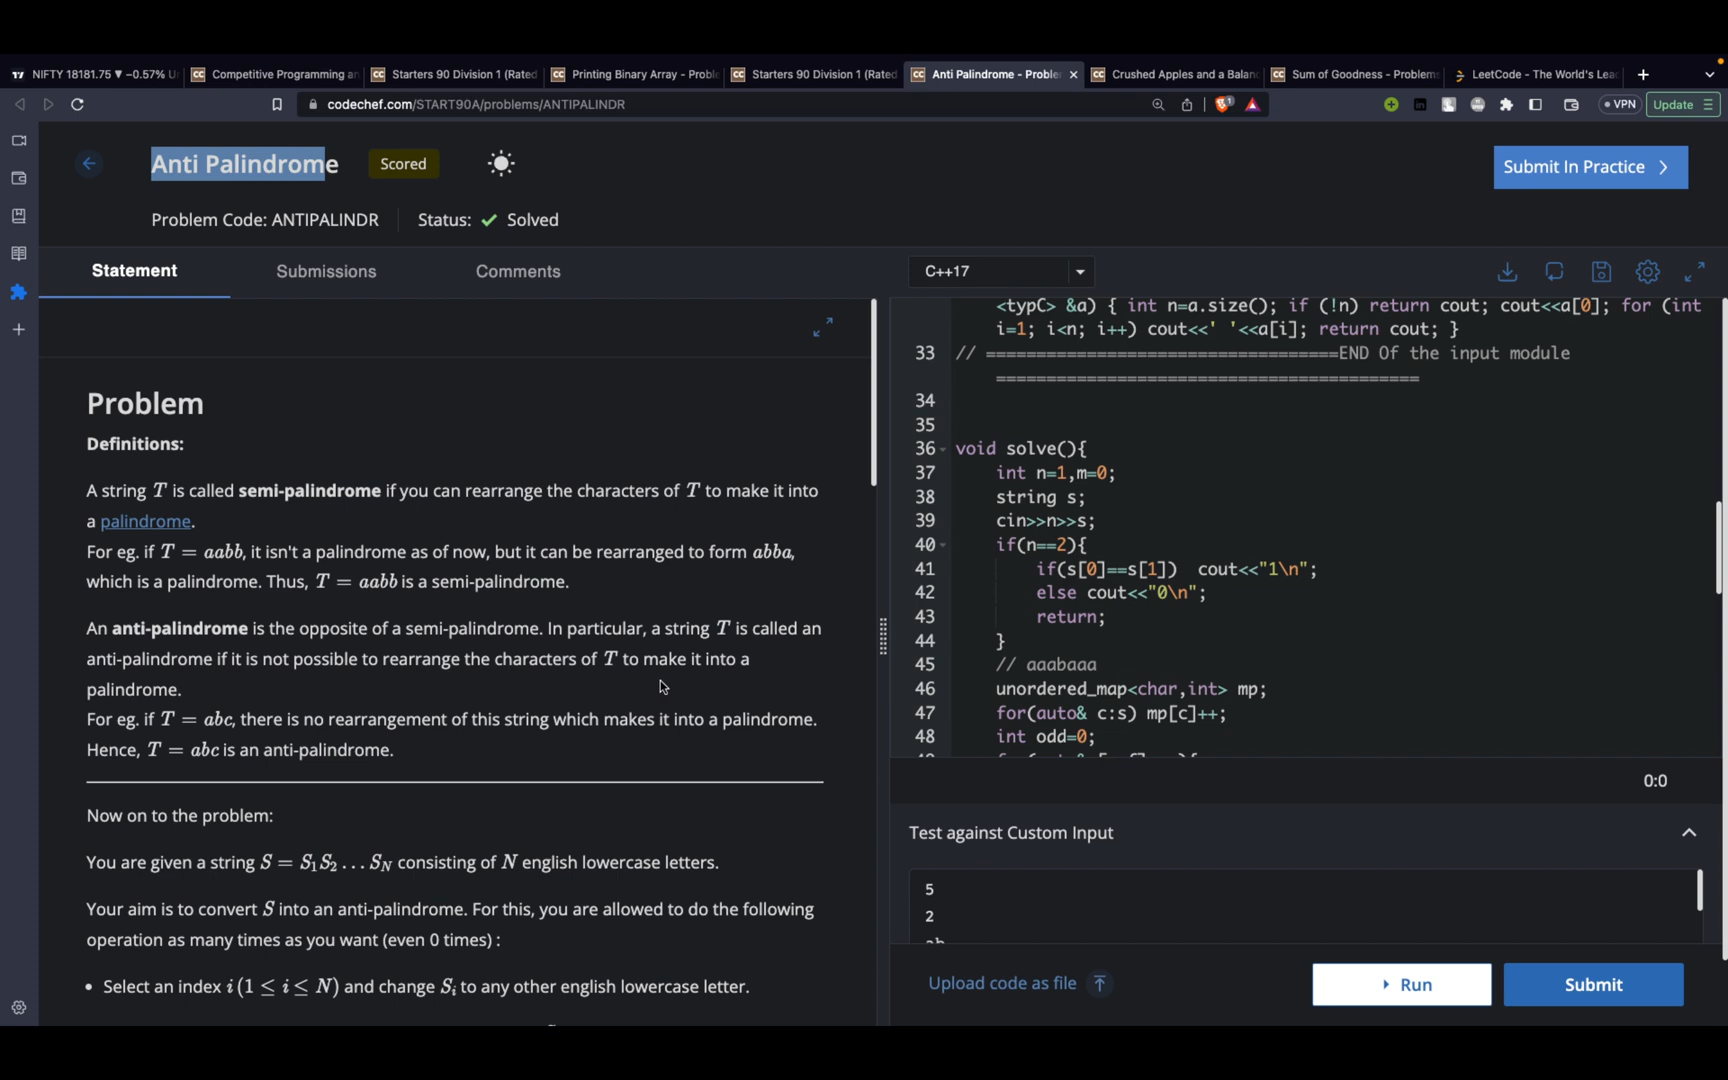 NIFTY 18181.75 ▼ −0.57% U
Competitive Programming an
Starters 90 Division 1 (Rated
Printing Binary Array - Proble
Starters 90 Division 1 (Rated
Anti Palindrome - Proble
Crushed Apples and a Balan
Sum of Goodness - Problems
LeetCode - The World's Lea
codechef.com/START90A/problems/ANTIPALINDR
VPN
Update
Anti Palindrome
Scored
Submit In Practice
Problem Code: ANTIPALINDR
Status: ✓ Solved
Statement
Submissions
Comments
Problem
Definitions:
A string T is called semi-palindrome if you can rearrange the characters of T to make it into
a palindrome.
For eg. if T = aabb, it isn't a palindrome as of now, but it can be rearranged to form abba,
which is a palindrome. Thus, T = aabb is a semi-palindrome.
An anti-palindrome is the opposite of a semi-palindrome. In particular, a string T is called an
anti-palindrome if it is not possible to rearrange the characters of T to make it into a
palindrome.
For eg. if T = abc, there is no rearrangement of this string which makes it into a palindrome.
Hence, T = abc is an anti-palindrome.
Now on to the problem:
You are given a string S = S₁S₂...S_N consisting of N english lowercase letters.
Your aim is to convert S into an anti-palindrome. For this, you are allowed to do the following
operation as many times as you want (even 0 times) :
• Select an index i (1 ≤ i ≤ N) and change Sᵢ to any other english lowercase letter.
C++17
<typC> &a) { int n=a.size(); if (!n) return cout; cout<<a[0]; for (int
i=1; i<n; i++) cout<<' '<<a[i]; return cout; }
33 // ===================================END Of the input module
==========================================
34
35
36 void solve(){
37 int n=1,m=0;
38 string s;
39 cin>>n>>s;
40 if(n==2){
41 if(s[0]==s[1]) cout<<"1\n";
42 else cout<<"0\n";
43 return;
44 }
45 // aaabaaa
46 unordered_map<char,int> mp;
47 for(auto& c:s) mp[c]++;
48 int odd=0;
0:0
Test against Custom Input
5
2
Upload code as file
Run
Submit